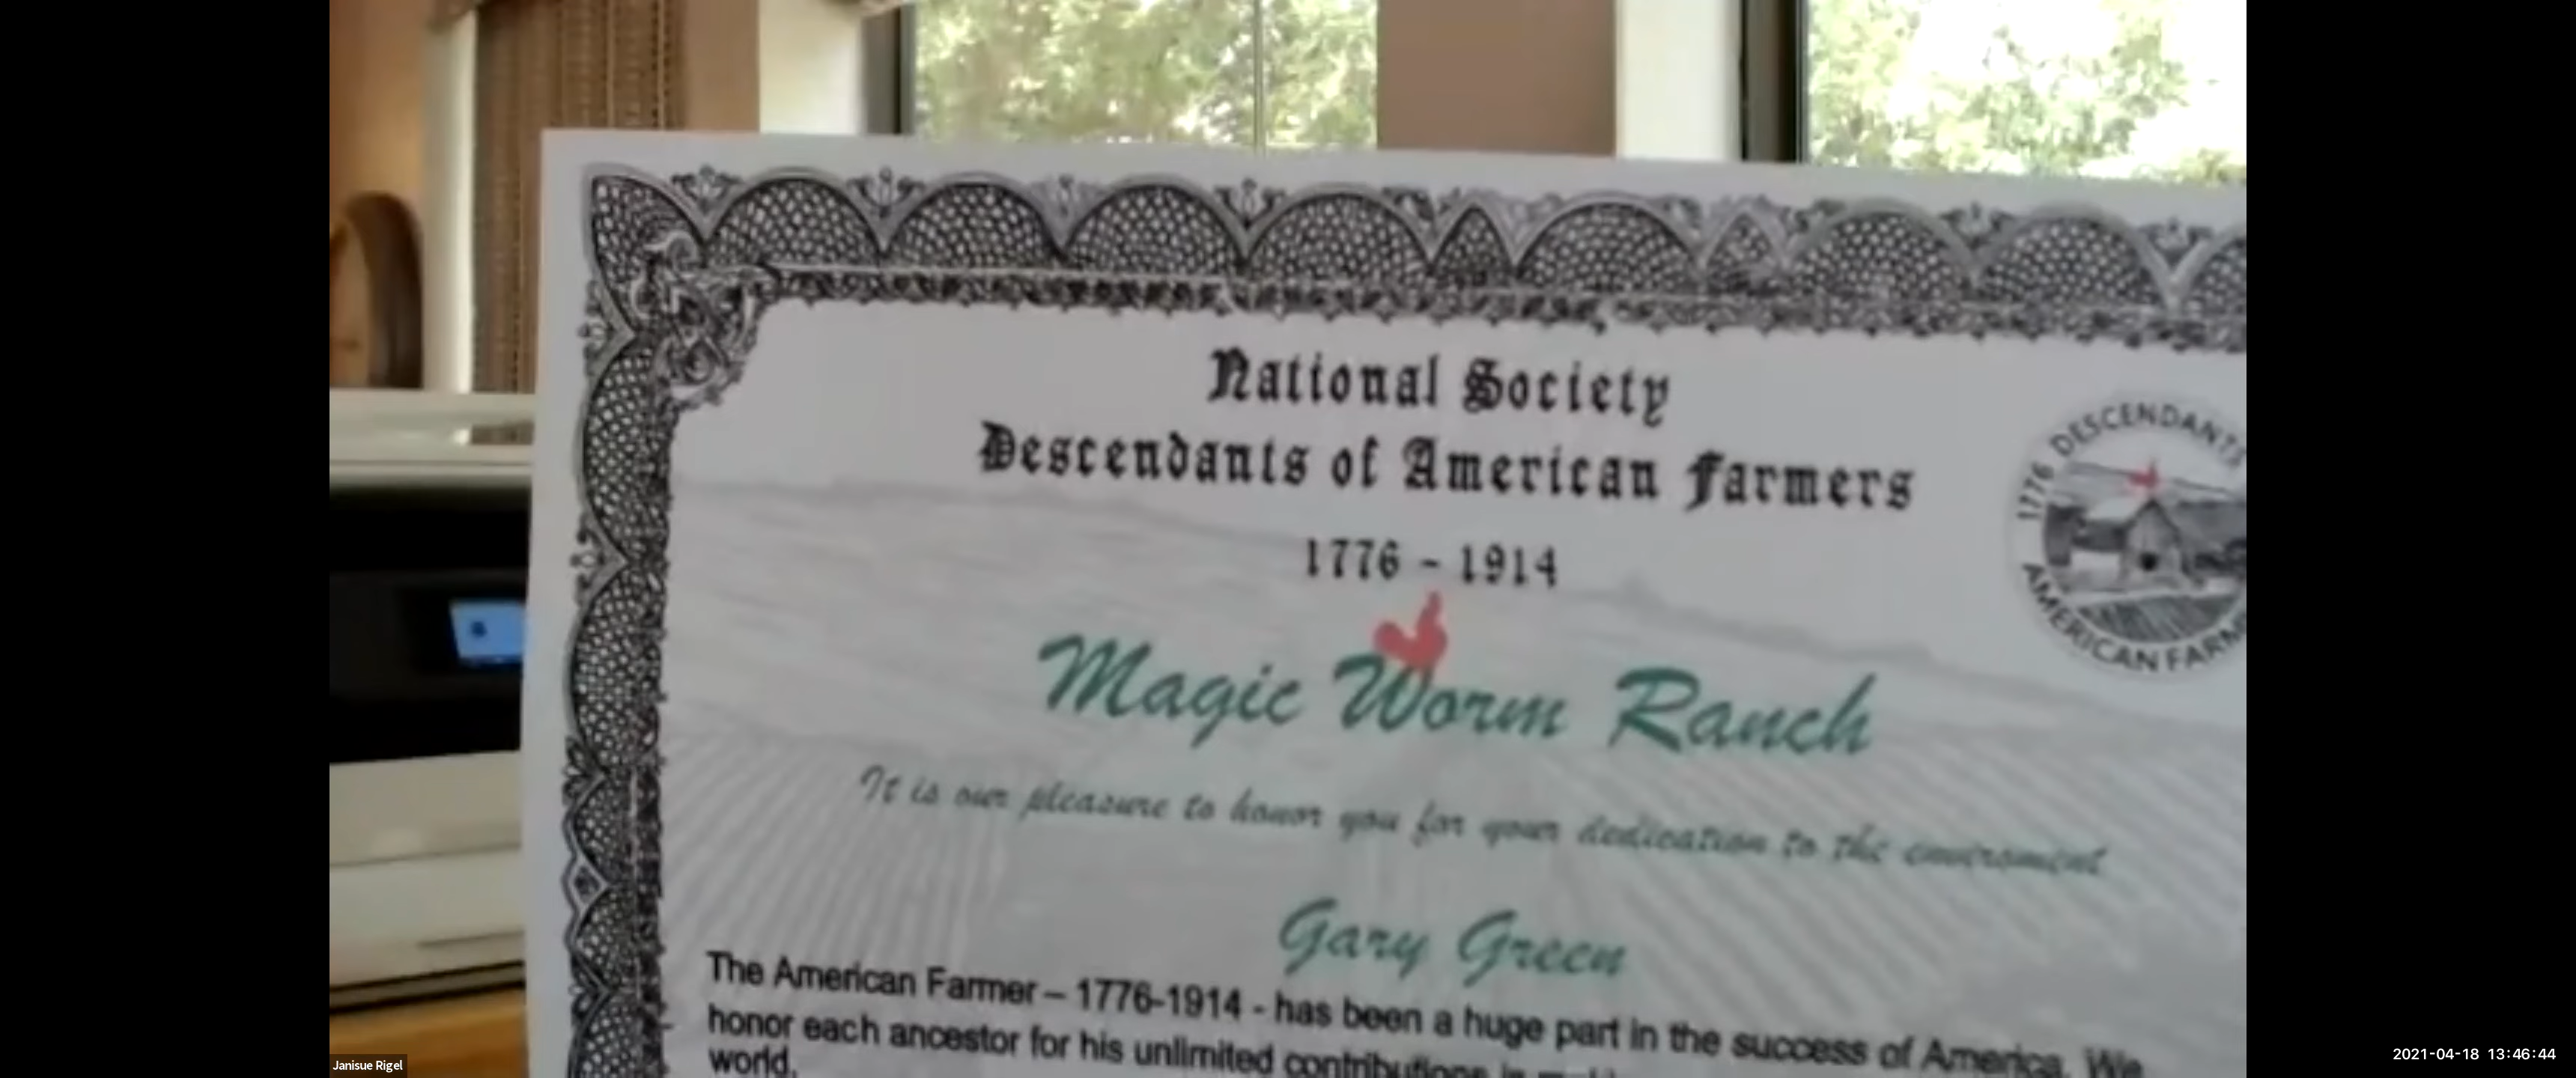 National Society
Descendants of American Farmers
1776 - 1914
1776 DESCENDANTS
AMERICAN FARM
Magic Worm Ranch
It is our pleasure to honor you for your dedication to the enviroment
Gary Green
The American Farmer – 1776-1914 - has been a huge part in the success of America. We
honor each ancestor for his unlimited contributions in
world.
Janisue Rigel
2021-04-18 13:46:44